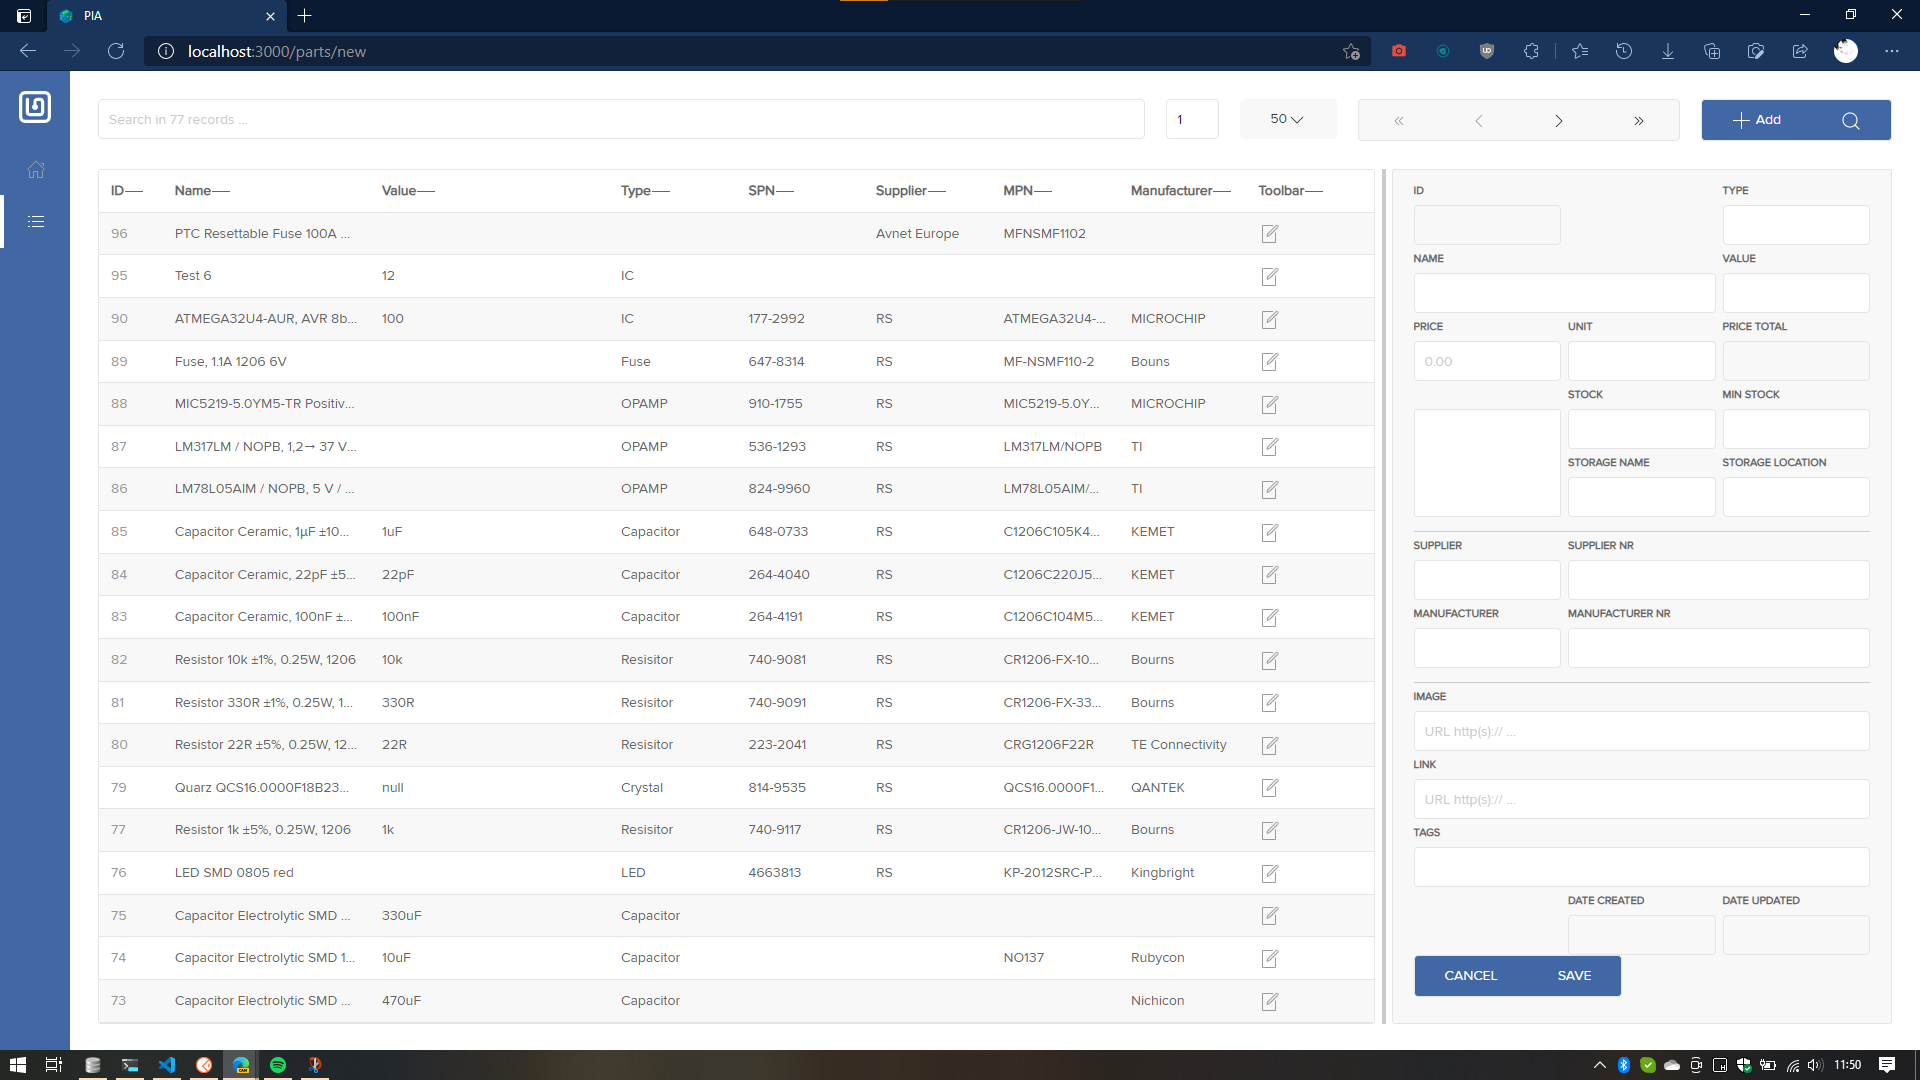 PIA
localhost:3000/parts/new
Search in 77 records ...
1
50
Add
ID Name Value Type SPN Supplier MPN Manufacturer Toolbar
96 PTC Resettable Fuse 100A ... Avnet Europe MFNSMF1102
95 Test 6 12 IC
90 ATMEGA32U4-AUR, AVR 8b... 100 IC 177-2992 RS ATMEGA32U4-... MICROCHIP
89 Fuse, 1.1A 1206 6V Fuse 647-8314 RS MF-NSMF110-2 Bouns
88 MIC5219-5.0YM5-TR Positiv... OPAMP 910-1755 RS MIC5219-5.0Y... MICROCHIP
87 LM317LM / NOPB, 1,2→ 37 V... OPAMP 536-1293 RS LM317LM/NOPB TI
86 LM78L05AIM / NOPB, 5 V / ... OPAMP 824-9960 RS LM78L05AIM/... TI
85 Capacitor Ceramic, 1µF ±10... 1uF Capacitor 648-0733 RS C1206C105K4... KEMET
84 Capacitor Ceramic, 22pF ±5... 22pF Capacitor 264-4040 RS C1206C220J5... KEMET
83 Capacitor Ceramic, 100nF ±... 100nF Capacitor 264-4191 RS C1206C104M5... KEMET
82 Resistor 10k ±1%, 0.25W, 1206 10k Resisitor 740-9081 RS CR1206-FX-10... Bourns
81 Resistor 330R ±1%, 0.25W, 1... 330R Resisitor 740-9091 RS CR1206-FX-33... Bourns
80 Resistor 22R ±5%, 0.25W, 12... 22R Resisitor 223-2041 RS CRG1206F22R TE Connectivity
79 Quarz QCS16.0000F18B23... null Crystal 814-9535 RS QCS16.0000F1... QANTEK
77 Resistor 1k ±5%, 0.25W, 1206 1k Resisitor 740-9117 RS CR1206-JW-10... Bourns
76 LED SMD 0805 red LED 4663813 RS KP-2012SRC-P... Kingbright
75 Capacitor Electrolytic SMD ... 330uF Capacitor
74 Capacitor Electrolytic SMD 1... 10uF Capacitor NO137 Rubycon
73 Capacitor Electrolytic SMD ... 470uF Capacitor Nichicon
ID TYPE
NAME VALUE
PRICE UNIT PRICE TOTAL
0.00
STOCK MIN STOCK
STORAGE NAME STORAGE LOCATION
SUPPLIER SUPPLIER NR
MANUFACTURER MANUFACTURER NR
IMAGE
URL http(s):// ...
LINK
URL http(s):// ...
TAGS
DATE CREATED DATE UPDATED
CANCEL SAVE
11:50